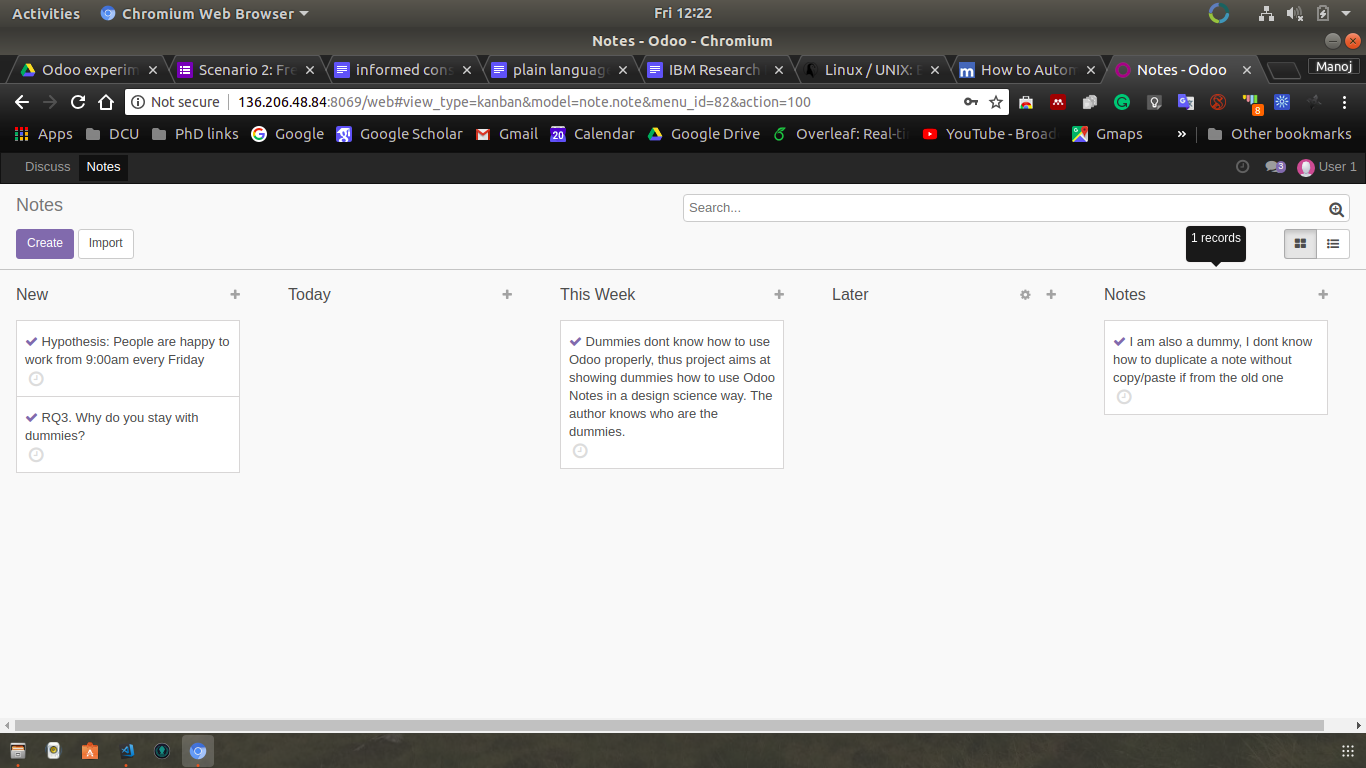 Activities Chromium Web Browser Fri 12:22
Notes - Odoo - Chromium
Odoo experim Scenario 2: Fre informed cons plain language IBM Research Linux / UNIX: How to Autom Notes - Odoo Manoj
Not secure 136.206.48.84:8069/web#view_type=kanban&model=note.note&menu_id=82&action=100 8
Apps DCU PhD links Google Google Scholar Gmail 20 Calendar Google Drive Overleaf: Real-ti YouTube - Broad Gmaps » Other bookmarks
Discuss Notes 3 User 1
Notes
Search...
Create Import
1 records
New Today This Week Later Notes
Hypothesis: People are happy to
work from 9:00am every Friday
RQ3. Why do you stay with
dummies?
Dummies dont know how to use
Odoo properly, thus project aims at
showing dummies how to use Odoo
Notes in a design science way. The
author knows who are the
dummies.
I am also a dummy, I dont know
how to duplicate a note without
copy/paste if from the old one